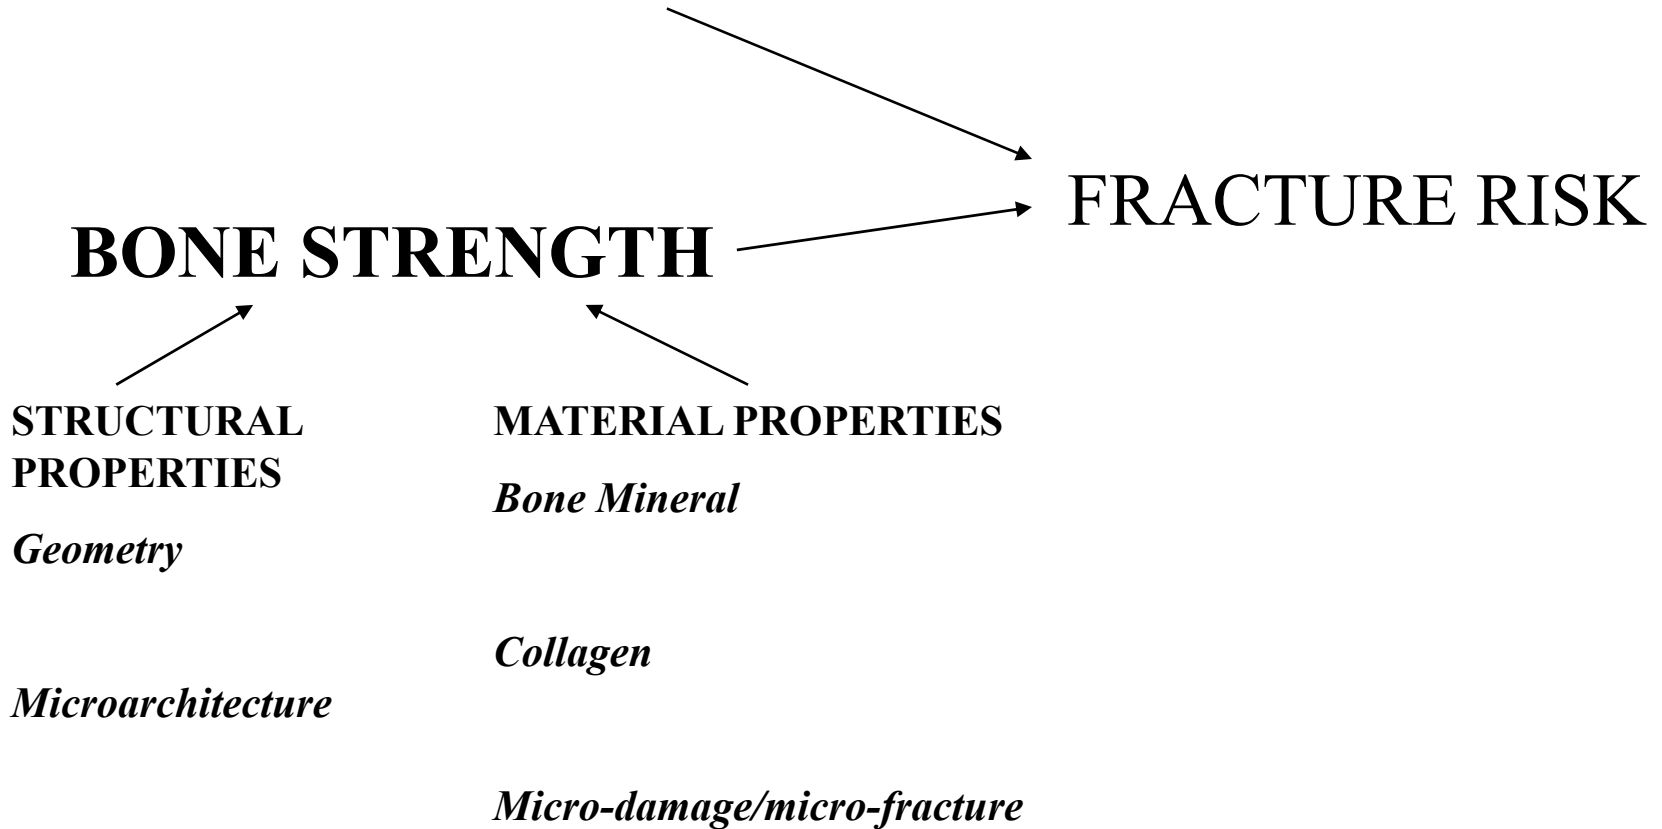 FRACTURE RISK
BONE STRENGTH
STRUCTURAL
PROPERTIES
Geometry
Microarchitecture
MATERIAL PROPERTIES
Bone Mineral
Collagen
Micro-damage/micro-fracture